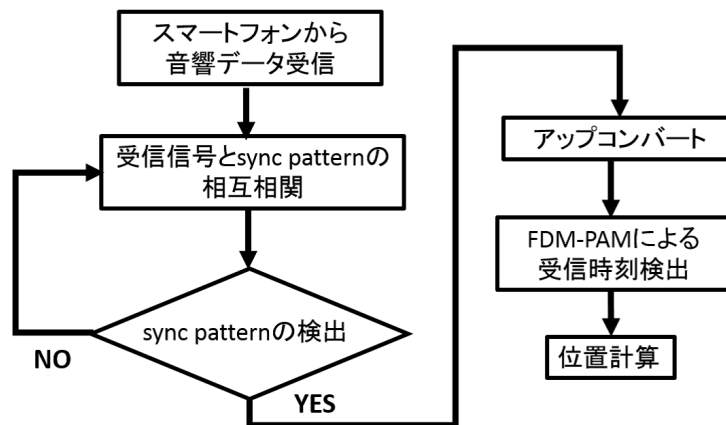 スマートフォンから
音響データ受信
受信信号とsync patternの
相互相関
sync patternの検出
NO
YES
アップコンバート
FDM-PAMによる
受信時刻検出
位置計算